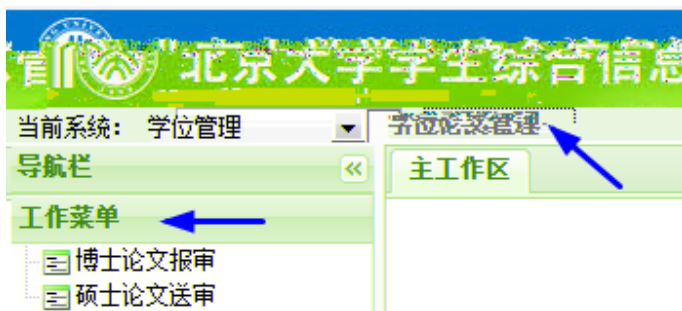 北京大学学生综合信息
当前系统： 学位管理 学位论文管理
导航栏 主工作区
工作菜单
博士论文报审
硕士论文送审